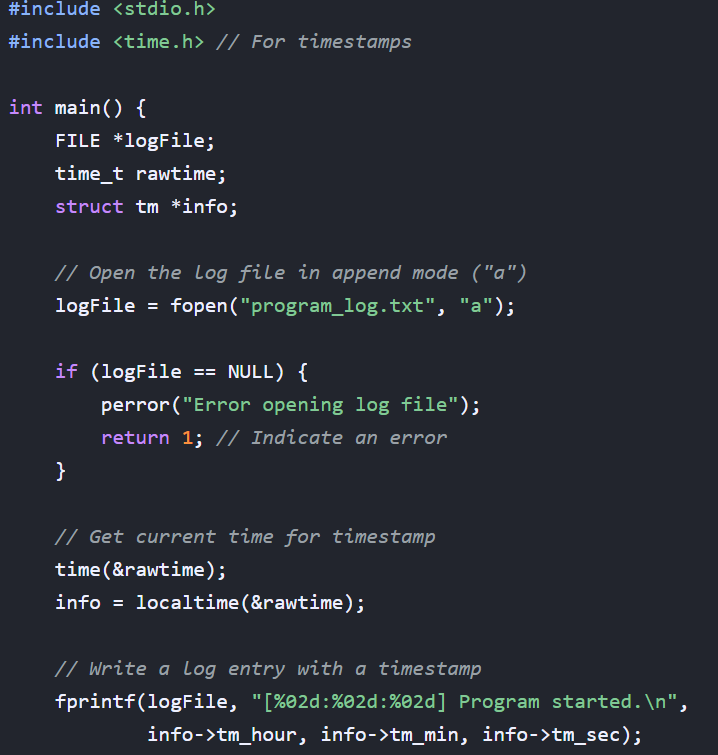 #include <stdio.h>
#include <time.h> // For timestamps

int main() {
    FILE *logFile;
    time_t rawtime;
    struct tm *info;

    // Open the log file in append mode ("a")
    logFile = fopen("program_log.txt", "a");

    if (logFile == NULL) {
        perror("Error opening log file");
        return 1; // Indicate an error
    }

    // Get current time for timestamp
    time(&rawtime);
    info = localtime(&rawtime);

    // Write a log entry with a timestamp
    fprintf(logFile, "[%02d:%02d:%02d] Program started.\n",
            info->tm_hour, info->tm_min, info->tm_sec);